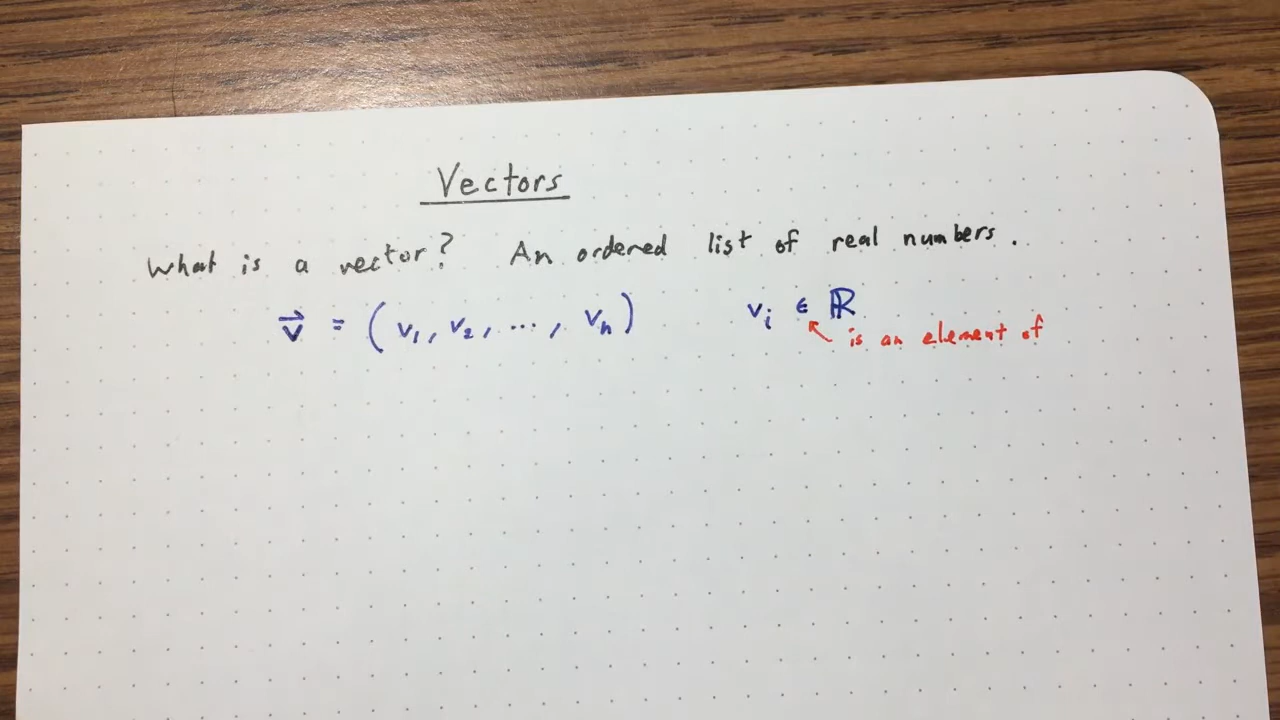 Vectors
What is a vector? An ordered list of real numbers.
v⃗ = (v₁, v₂, ..., vₙ) vᵢ ∈ ℝ
is an element of